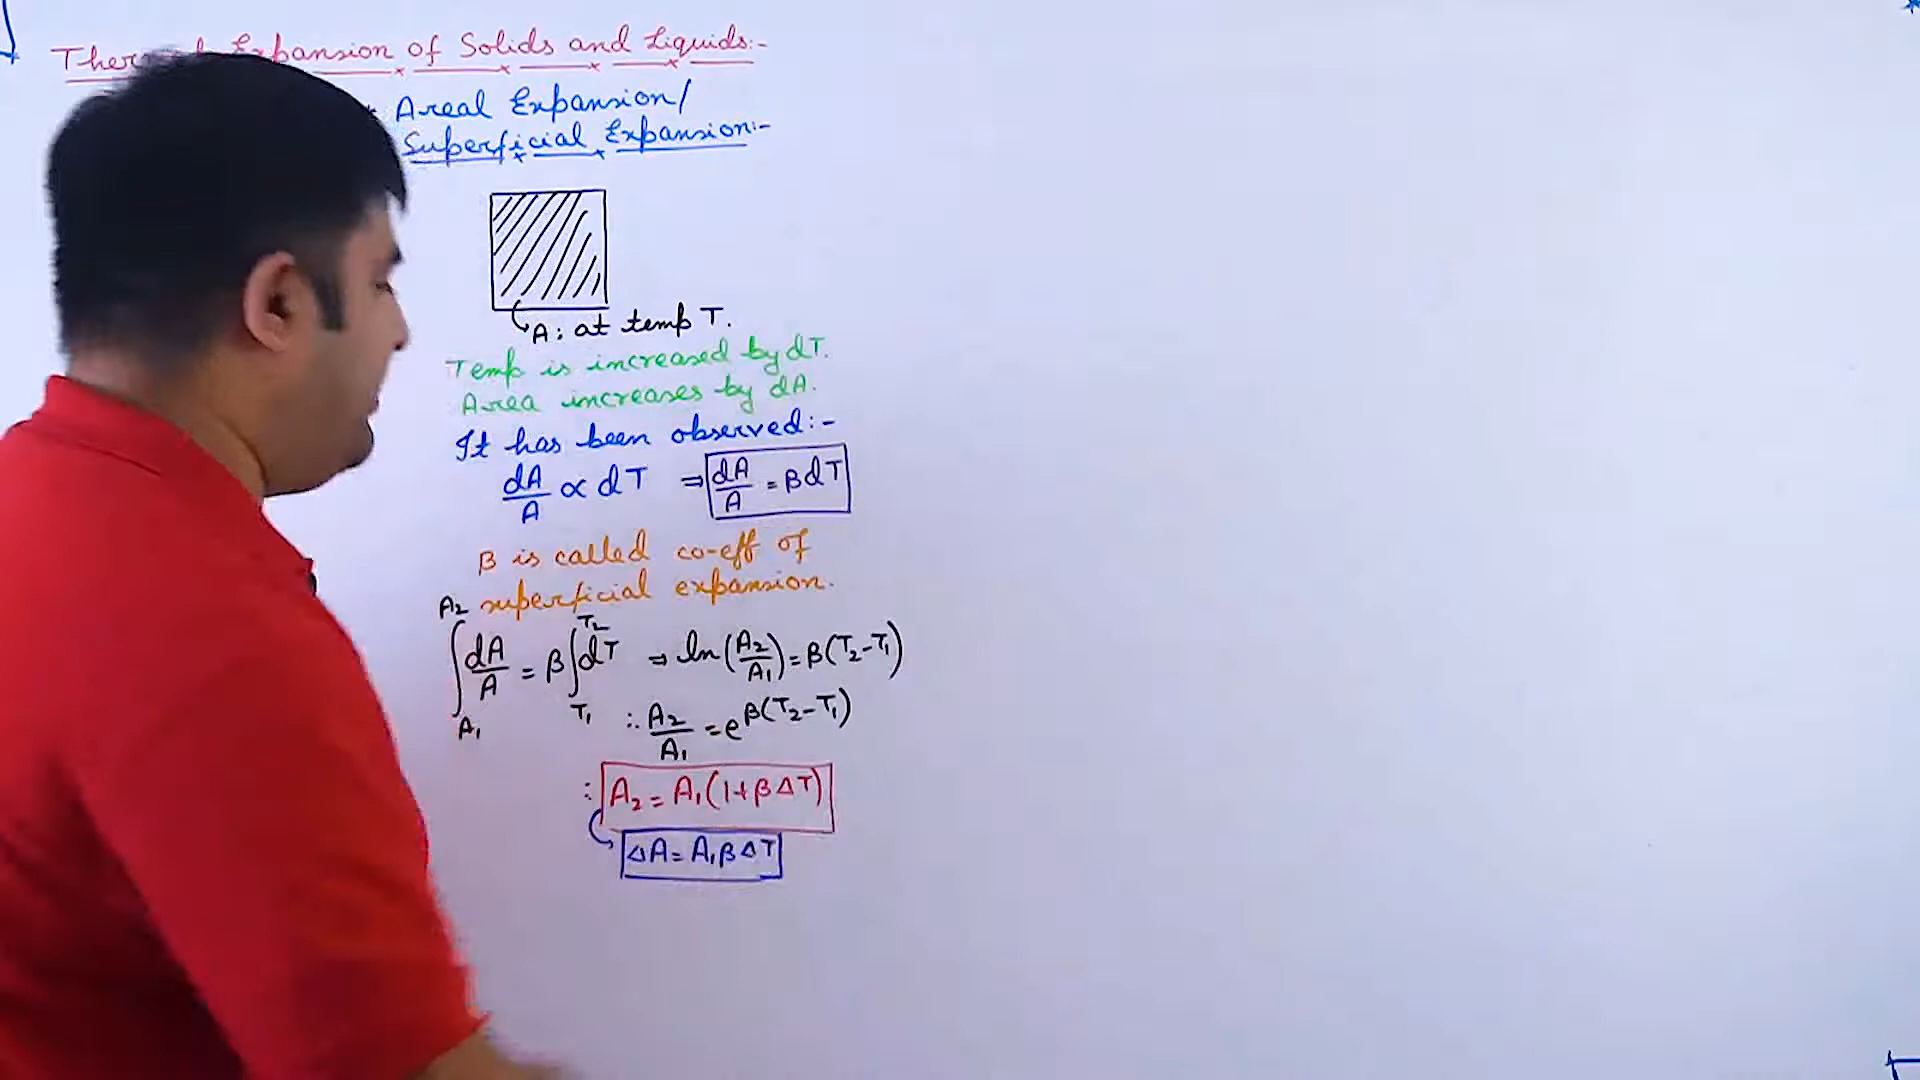 Expansion of Solids and Liquids:-
Areal Expansion/
Superficial Expansion:-
A: at temp T.
Temp is increased by dT.
Area increases by dA.
It has been observed:-
dA/A ∝ dT ⇒ dA/A = βdT
β is called co-eff of
superficial expansion.
∫_{A₁}^{A₂} dA/A = β∫_{T₁}^{T₂} dT ⇒ ln(A₂/A₁) = β(T₂-T₁)
∴ A₂/A₁ = e^{β(T₂-T₁)}
∴ A₂ = A₁(1+βΔT)
ΔA = A₁βΔT